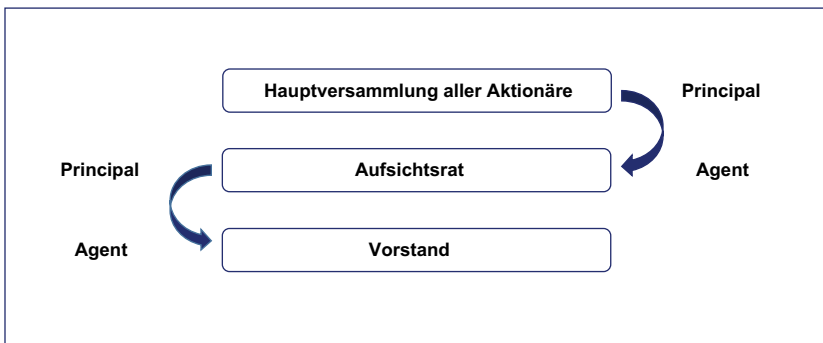 Hauptversammlung aller Aktionäre Principal
Principal Aufsichtsrat Agent
Agent Vorstand